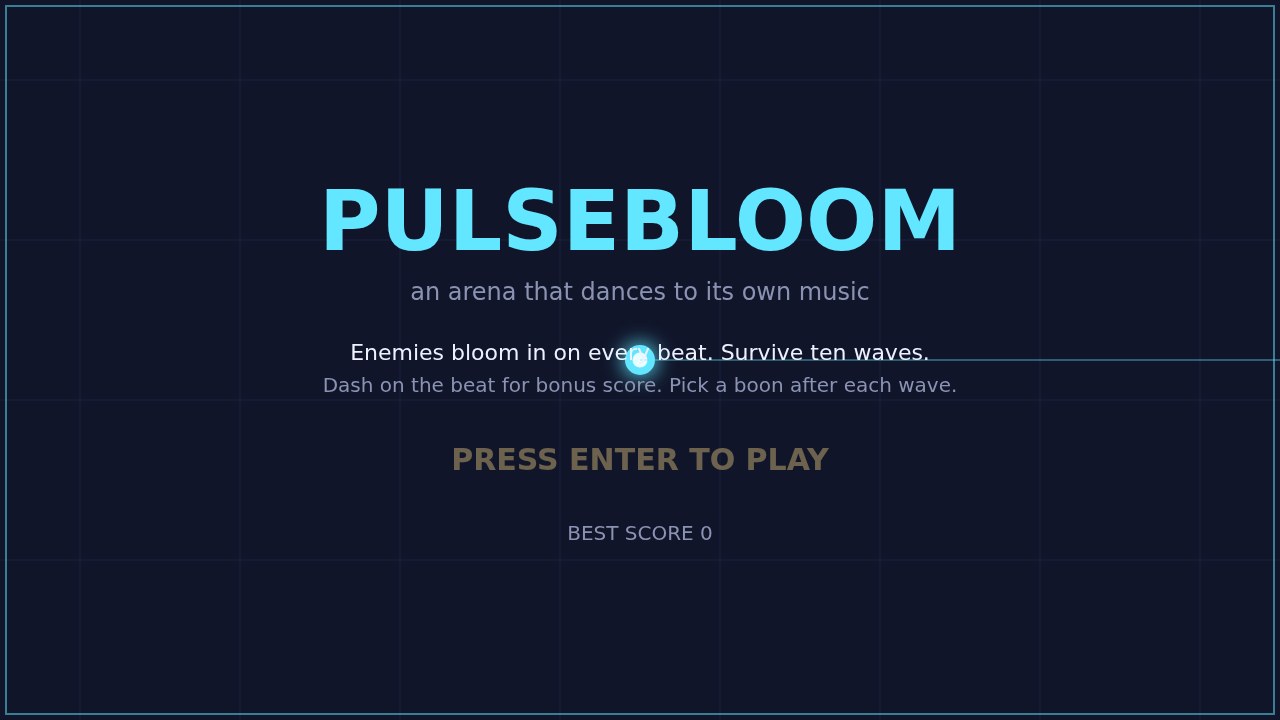 PULSEBLOOM
an arena that dances to its own music
Enemies bloom in on every beat. Survive ten waves.
Dash on the beat for bonus score. Pick a boon after each wave.
PRESS ENTER TO PLAY
BEST SCORE 0